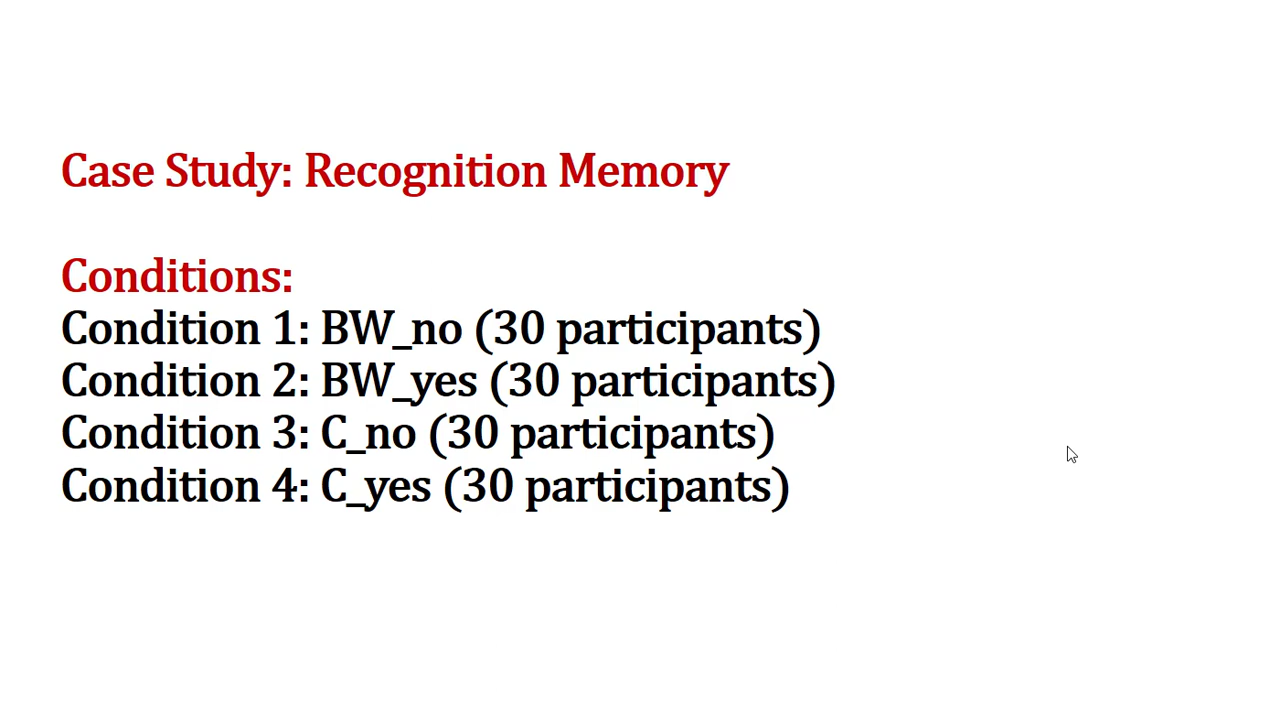 Case Study: Recognition Memory
Conditions:
Condition 1: BW_no (30 participants)
Condition 2: BW_yes (30 participants)
Condition 3: C_no (30 participants)
Condition 4: C_yes (30 participants)